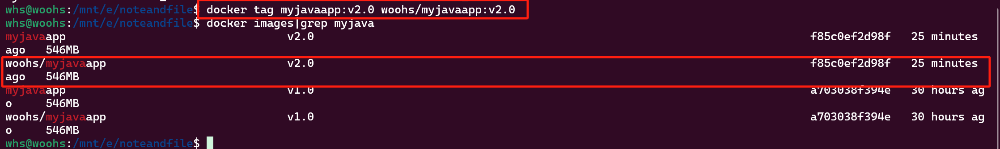 whs@woohs:/mnt/e/noteandfile$ docker tag myjavaapp:v2.0 woohs/myjavaapp:v2.0
whs@woohs:/mnt/e/noteandfile$ docker images|grep myjava
myjavaapp v2.0 f85c0ef2d98f 25 minutes
ago 546MB
woohs/myjavaapp v2.0 f85c0ef2d98f 25 minutes
ago 546MB
myjavaapp v1.0 a703038f394e 30 hours ag
o 546MB
woohs/myjavaapp v1.0 a703038f394e 30 hours ag
o 546MB
whs@woohs:/mnt/e/noteandfile$